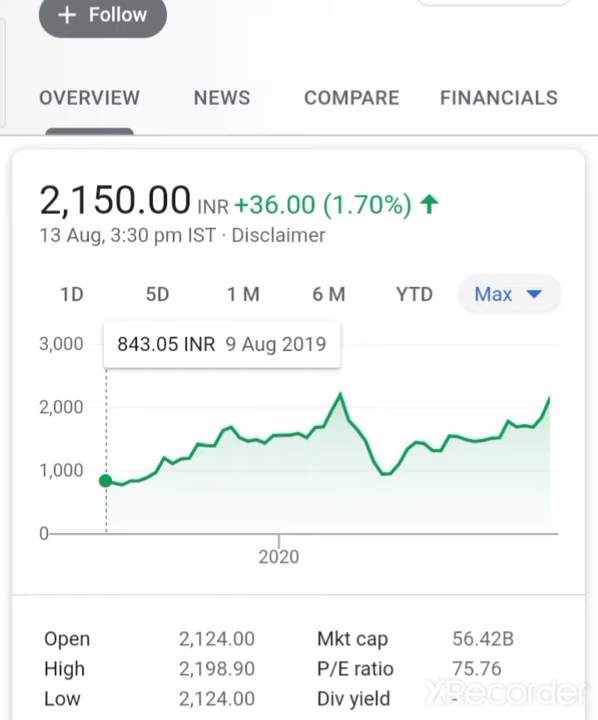 + Follow
OVERVIEW NEWS COMPARE FINANCIALS
2,150.00 INR +36.00 (1.70%) ↑
13 Aug, 3:30 pm IST · Disclaimer
1D 5D 1 M 6 M YTD Max
3,000
843.05 INR 9 Aug 2019
2,000
1,000
0
2020
Open 2,124.00 Mkt cap 56.42B
High 2,198.90 P/E ratio 75.76
Low 2,124.00 Div yield -
XRecorder